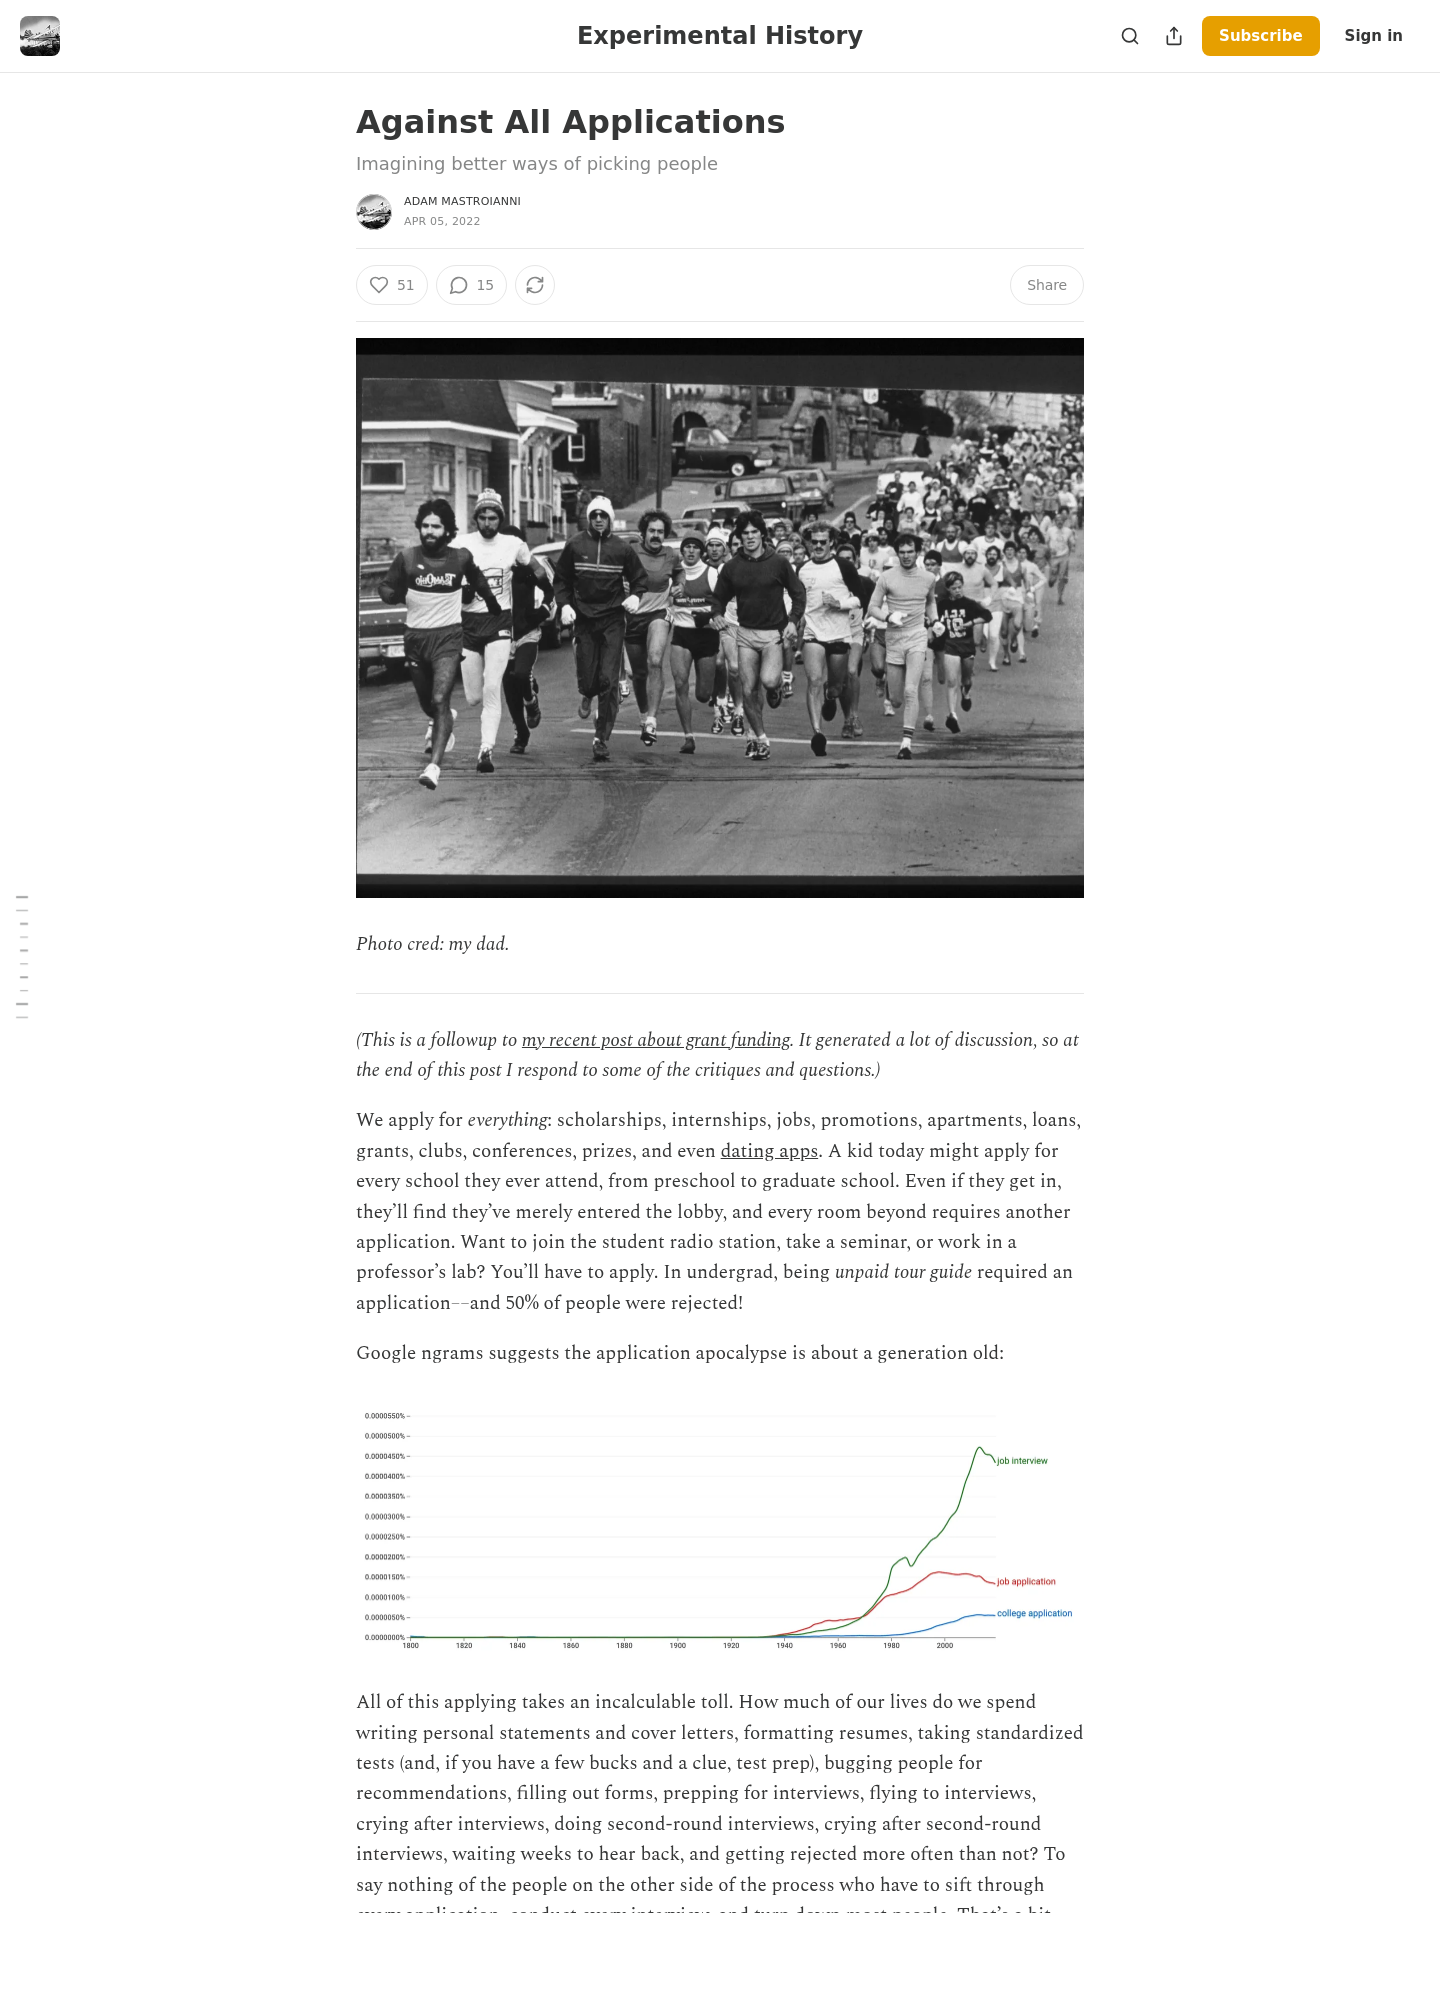 Experimental History
Subscribe
Sign in
Against All Applications
Imagining better ways of picking people
ADAM MASTROIANNI
APR 05, 2022
51
15
Share
Photo cred: my dad.
(This is a followup to my recent post about grant funding. It generated a lot of discussion, so at
the end of this post I respond to some of the critiques and questions.)
We apply for everything: scholarships, internships, jobs, promotions, apartments, loans,
grants, clubs, conferences, prizes, and even dating apps. A kid today might apply for
every school they ever attend, from preschool to graduate school. Even if they get in,
they’ll find they’ve merely entered the lobby, and every room beyond requires another
application. Want to join the student radio station, take a seminar, or work in a
professor’s lab? You’ll have to apply. In undergrad, being unpaid tour guide required an
application––and 50% of people were rejected!
Google ngrams suggests the application apocalypse is about a generation old:
0.0000550%
0.0000500%
0.0000450%
0.0000400%
0.0000350%
0.0000300%
0.0000250%
0.0000200%
0.0000150%
0.0000100%
0.0000050%
0.0000000%
1800 1820 1840 1860 1880 1900 1920 1940 1960 1980 2000
job interview
job application
college application
All of this applying takes an incalculable toll. How much of our lives do we spend
writing personal statements and cover letters, formatting resumes, taking standardized
tests (and, if you have a few bucks and a clue, test prep), bugging people for
recommendations, filling out forms, prepping for interviews, flying to interviews,
crying after interviews, doing second-round interviews, crying after second-round
interviews, waiting weeks to hear back, and getting rejected more often than not? To
say nothing of the people on the other side of the process who have to sift through
every application, conduct every interview, and turn down most people. That’s a bit